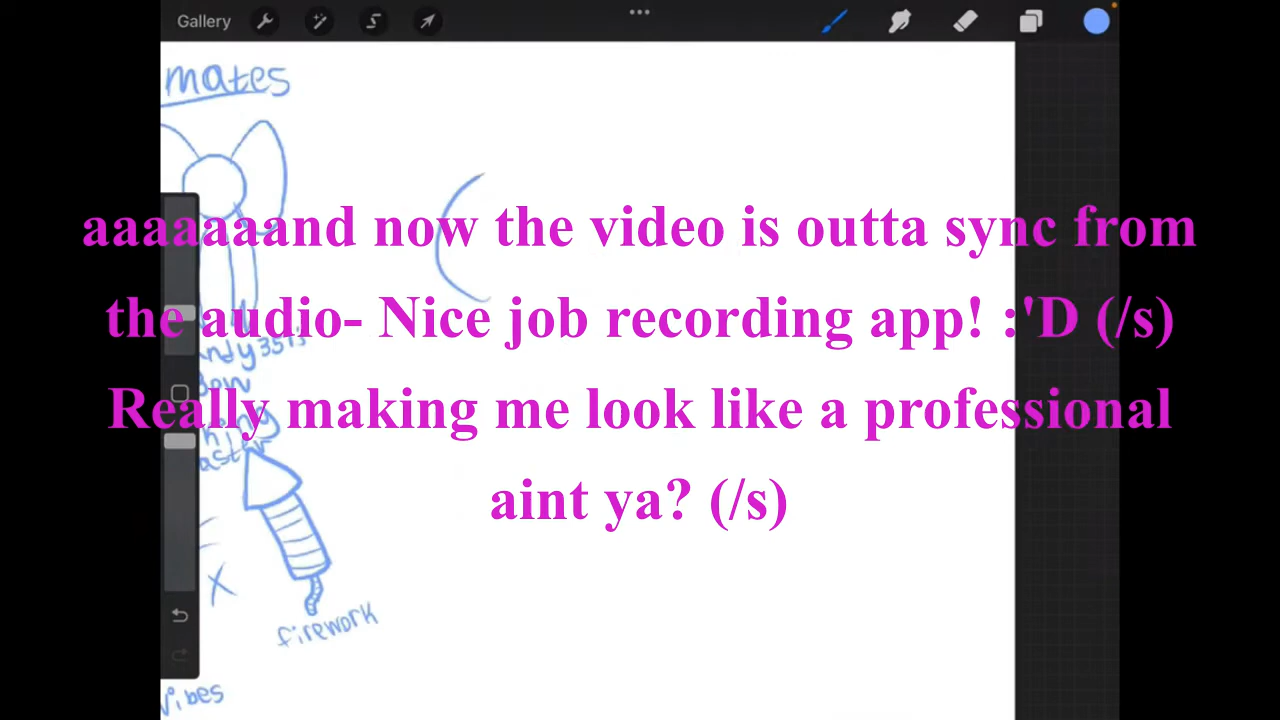 Gallery
mates
aaaaaaand now the video is outta sync from
the audio- Nice job recording app! :'D (/s)
Really making me look like a professional
aint ya? (/s)
firework
vibes